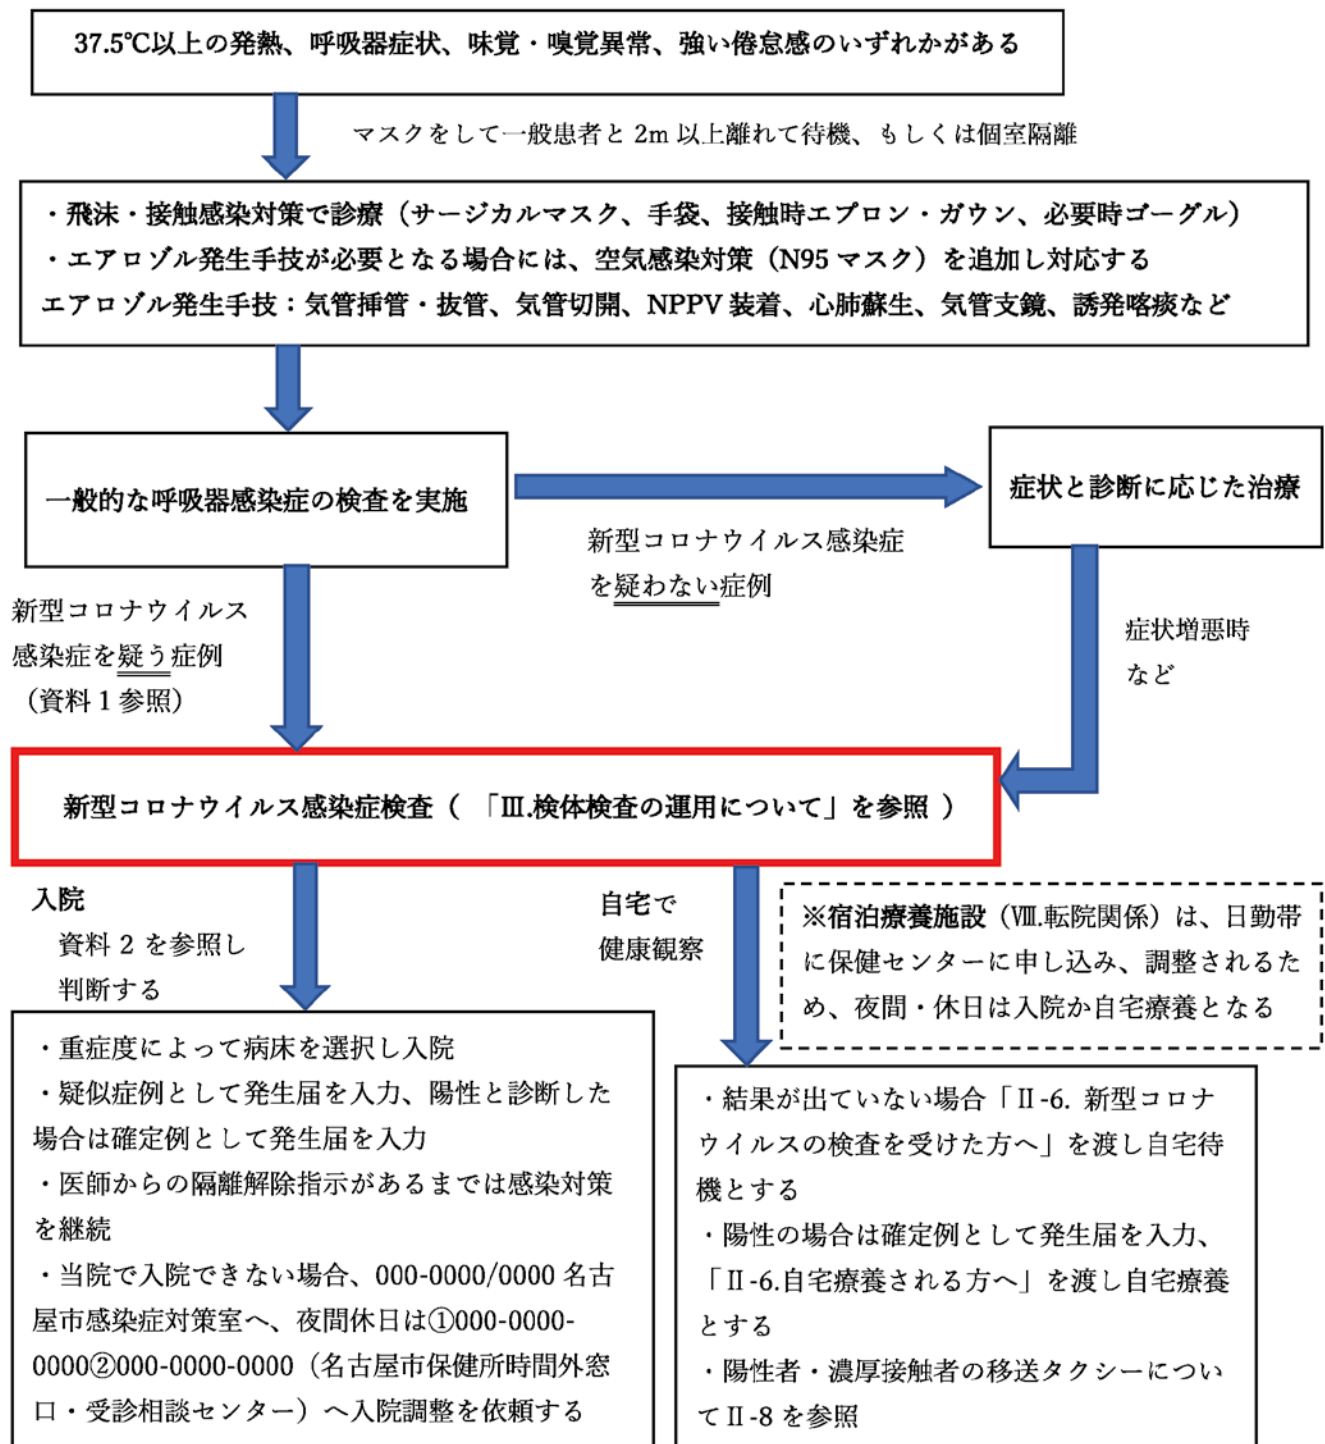 37.5℃以上の発熱、呼吸器症状、味覚・嗅覚異常、強い倦怠感のいずれかがある
マスクをして一般患者と 2m 以上離れて待機、もしくは個室隔離
・飛沫・接触感染対策で診療（サージカルマスク、手袋、接触時エプロン・ガウン、必要時ゴーグル）
・エアロゾル発生手技が必要となる場合には、空気感染対策（N95 マスク）を追加し対応する
エアロゾル発生手技：気管挿管・抜管、気管切開、NPPV 装着、心肺蘇生、気管支鏡、誘発喀痰など
一般的な呼吸器感染症の検査を実施
症状と診断に応じた治療
新型コロナウイルス感染症
を疑わない症例
新型コロナウイルス
感染症を疑う症例
（資料 1 参照）
症状増悪時
など
新型コロナウイルス感染症検査（ 「Ⅲ.検体検査の運用について」を参照 ）
入院
資料 2 を参照し
判断する
自宅で
健康観察
※宿泊療養施設（Ⅷ.転院関係）は、日勤帯
に保健センターに申し込み、調整されるた
め、夜間・休日は入院か自宅療養となる
・重症度によって病床を選択し入院
・疑似症例として発生届を入力、陽性と診断した
場合は確定例として発生届を入力
・医師からの隔離解除指示があるまでは感染対策
を継続
・当院で入院できない場合、000-0000/0000 名古
屋市感染症対策室へ、夜間休日は①000-0000-
0000②000-0000-0000（名古屋市保健所時間外窓
口・受診相談センター）へ入院調整を依頼する
・結果が出ていない場合「Ⅱ-6. 新型コロナ
ウイルスの検査を受けた方へ」を渡し自宅待
機とする
・陽性の場合は確定例として発生届を入力、
「Ⅱ-6.自宅療養される方へ」を渡し自宅療養
とする
・陽性者・濃厚接触者の移送タクシーについ
てⅡ-8 を参照